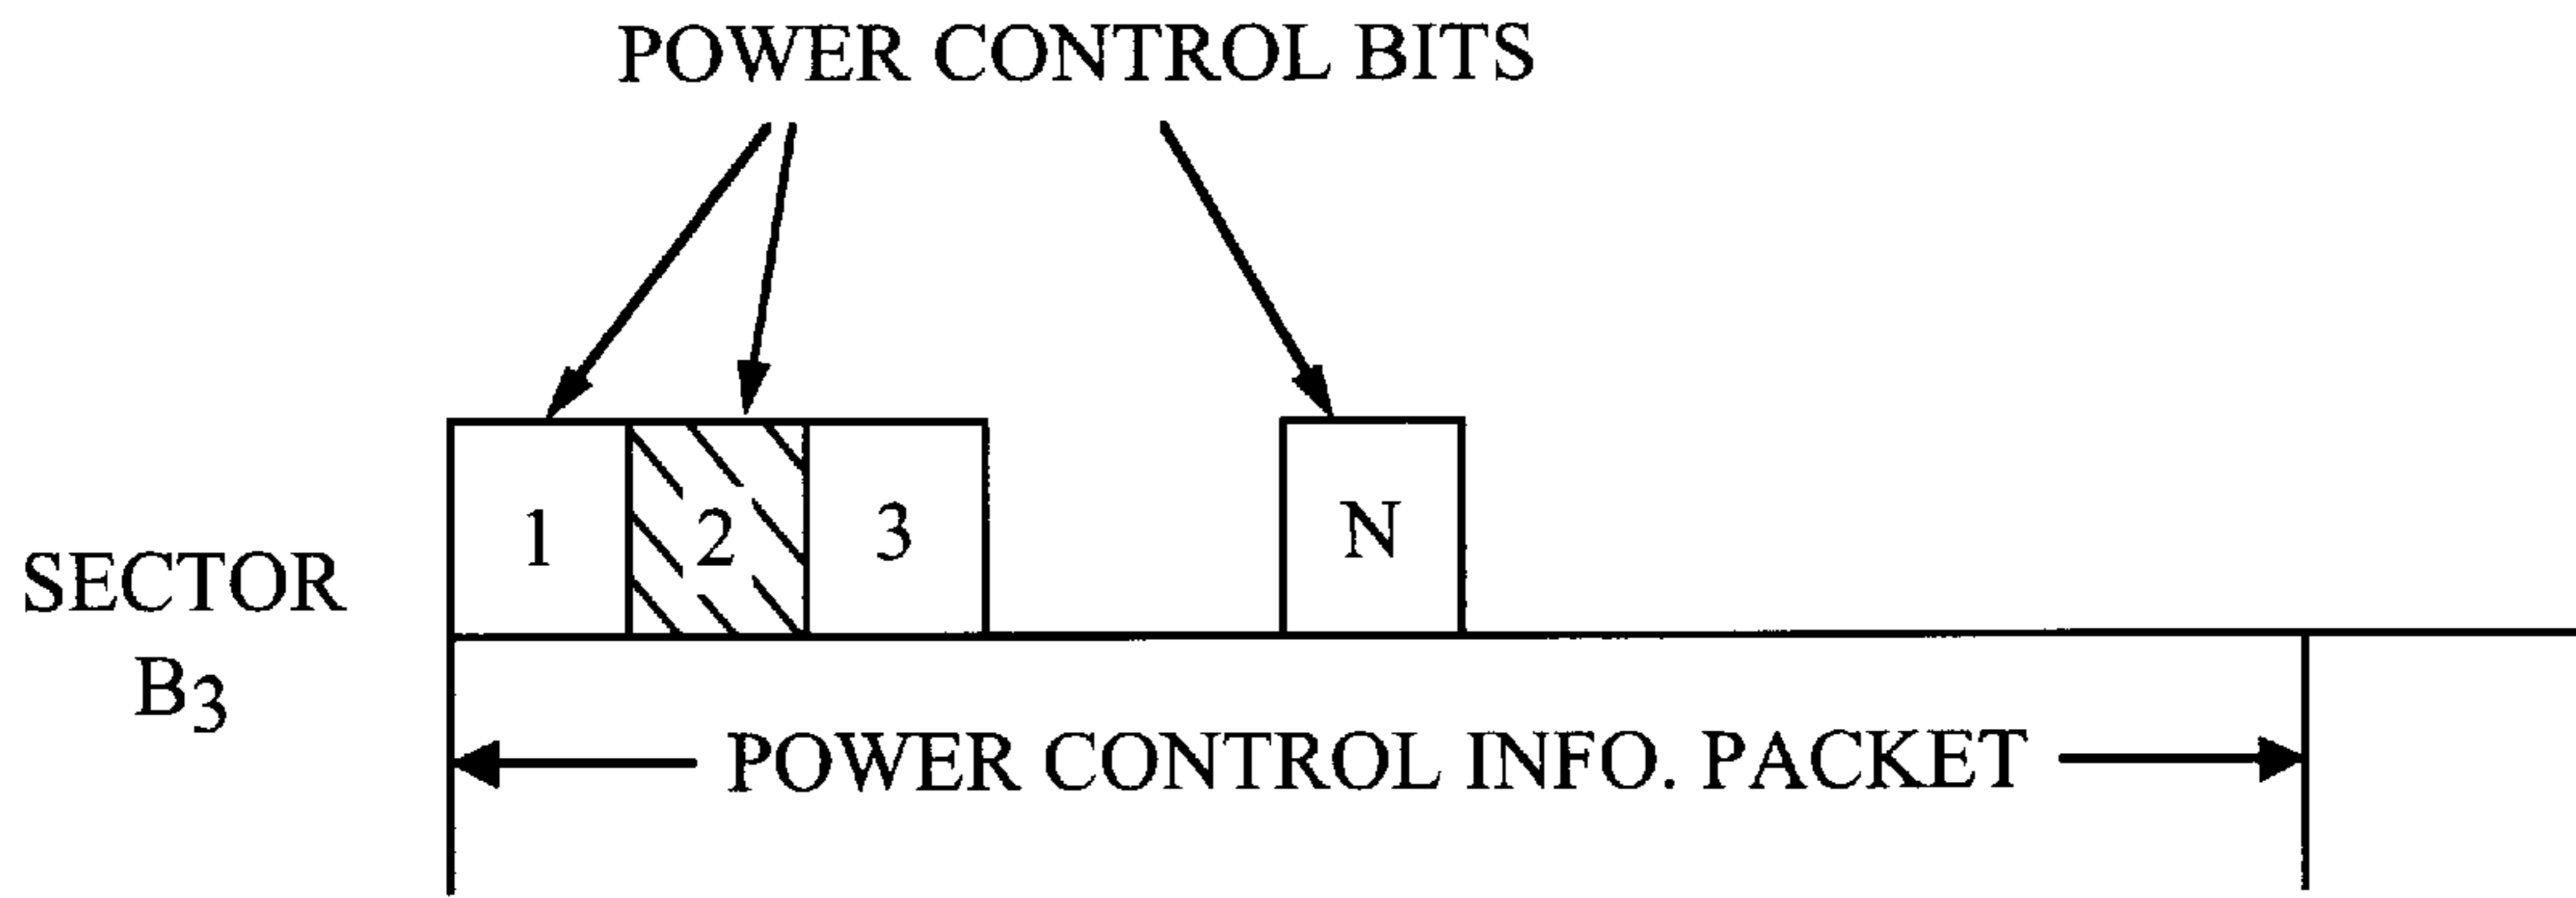 POWER CONTROL BITS
1 2 3 N
SECTOR
B3
POWER CONTROL INFO. PACKET